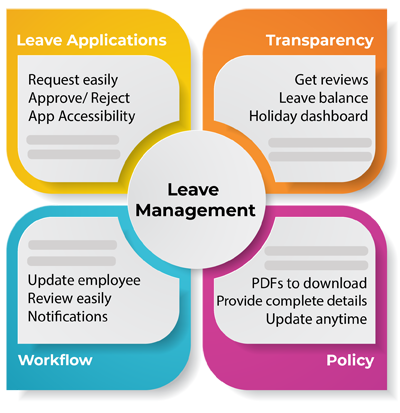 Leave Applications
Request easily
Approve/ Reject
App Accessibility
Transparency
Get reviews
Leave balance
Holiday dashboard
Leave
Management
Update employee
Review easily
Notifications
Workflow
PDFs to download
Provide complete details
Update anytime
Policy